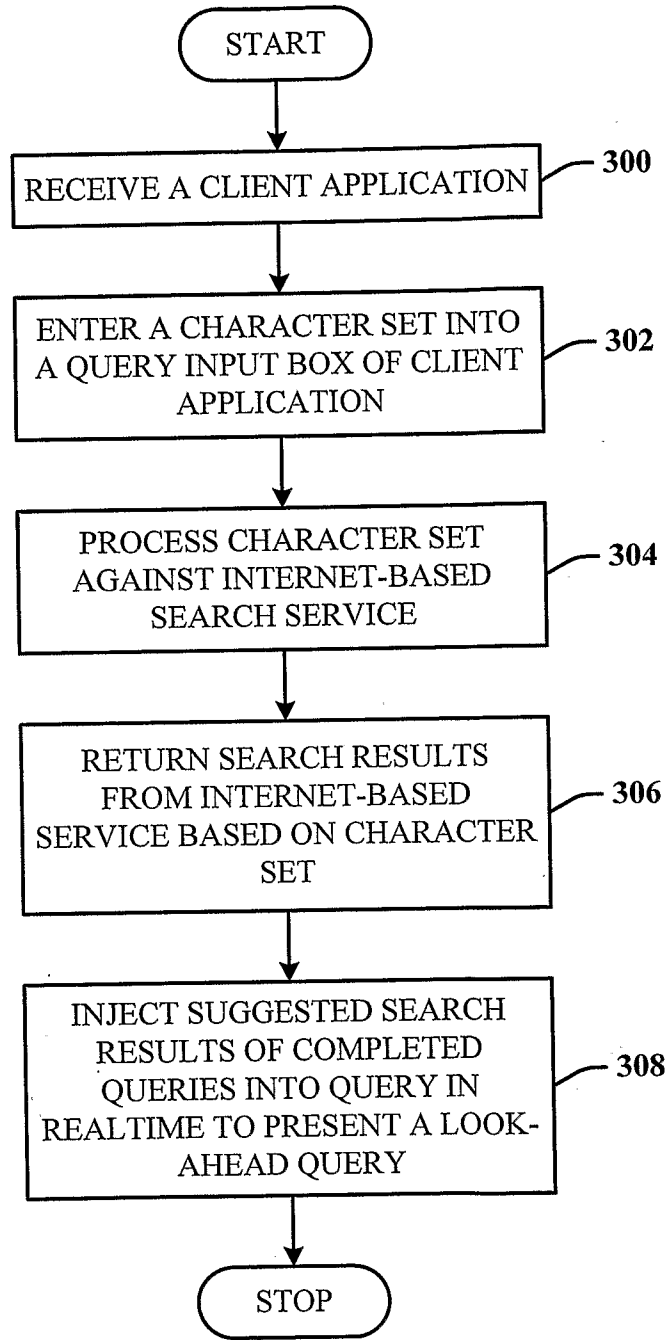 START
RECEIVE A CLIENT APPLICATION
300
ENTER A CHARACTER SET INTO
A QUERY INPUT BOX OF CLIENT
APPLICATION
302
PROCESS CHARACTER SET
AGAINST INTERNET-BASED
SEARCH SERVICE
304
RETURN SEARCH RESULTS
FROM INTERNET-BASED
SERVICE BASED ON CHARACTER
SET
306
INJECT SUGGESTED SEARCH
RESULTS OF COMPLETED
QUERIES INTO QUERY IN
REALTIME TO PRESENT A LOOK-
AHEAD QUERY
308
STOP